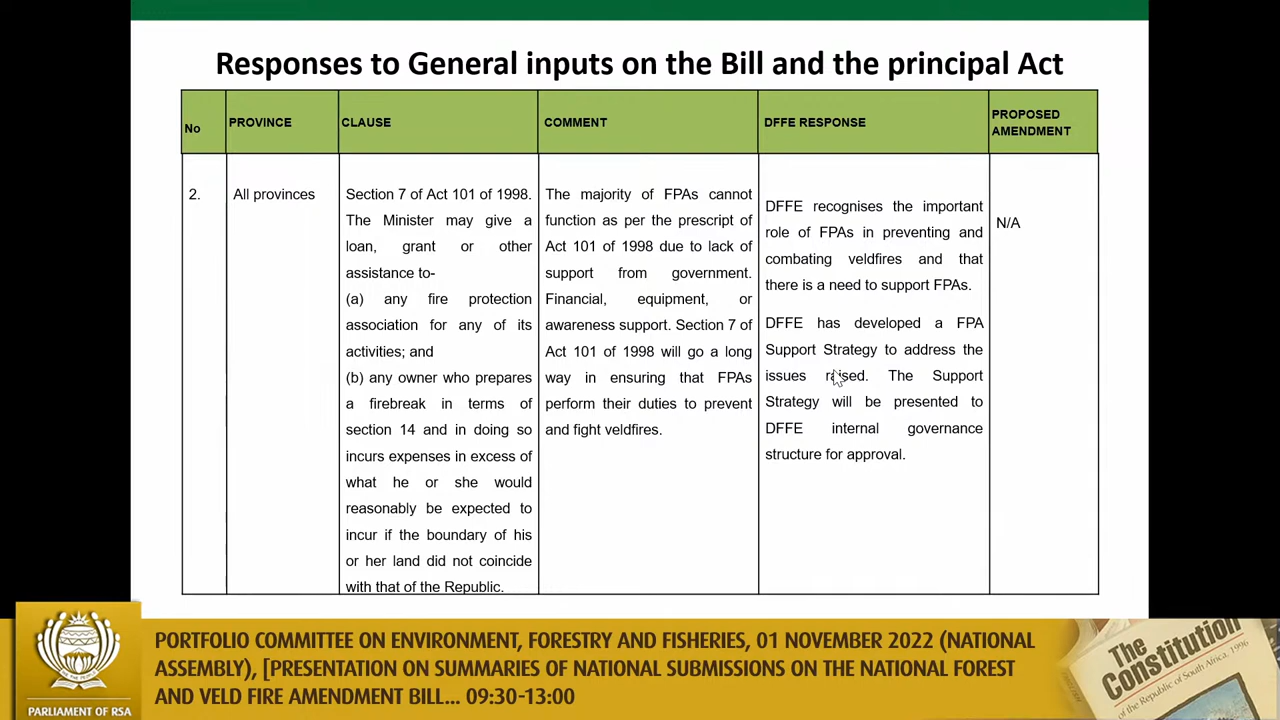 Responses to General inputs on the Bill and the principal Act
No
PROVINCE
CLAUSE
COMMENT
DFFE RESPONSE
PROPOSED
AMENDMENT
2.
All provinces
Section 7 of Act 101 of 1998.
The Minister may give a
loan, grant or other
assistance to-
(a) any fire protection
association for any of its
activities; and
(b) any owner who prepares
a firebreak in terms of
section 14 and in doing so
incurs expenses in excess of
what he or she would
reasonably be expected to
incur if the boundary of his
or her land did not coincide
with that of the Republic.
The majority of FPAs cannot
function as per the prescript of
Act 101 of 1998 due to lack of
support from government.
Financial, equipment, or
awareness support. Section 7 of
Act 101 of 1998 will go a long
way in ensuring that FPAs
perform their duties to prevent
and fight veldfires.
DFFE recognises the important
role of FPAs in preventing and
combating veldfires and that
there is a need to support FPAs.
DFFE has developed a FPA
Support Strategy to address the
issues raised. The Support
Strategy will be presented to
DFFE internal governance
structure for approval.
N/A
PARLIAMENT OF RSA
PORTFOLIO COMMITTEE ON ENVIRONMENT, FORESTRY AND FISHERIES, 01 NOVEMBER 2022 (NATIONAL
ASSEMBLY), [PRESENTATION ON SUMMARIES OF NATIONAL SUBMISSIONS ON THE NATIONAL FOREST
AND VELD FIRE AMENDMENT BILL... 09:30-13:00
The
Constitution
of the Republic of South Africa, 1996